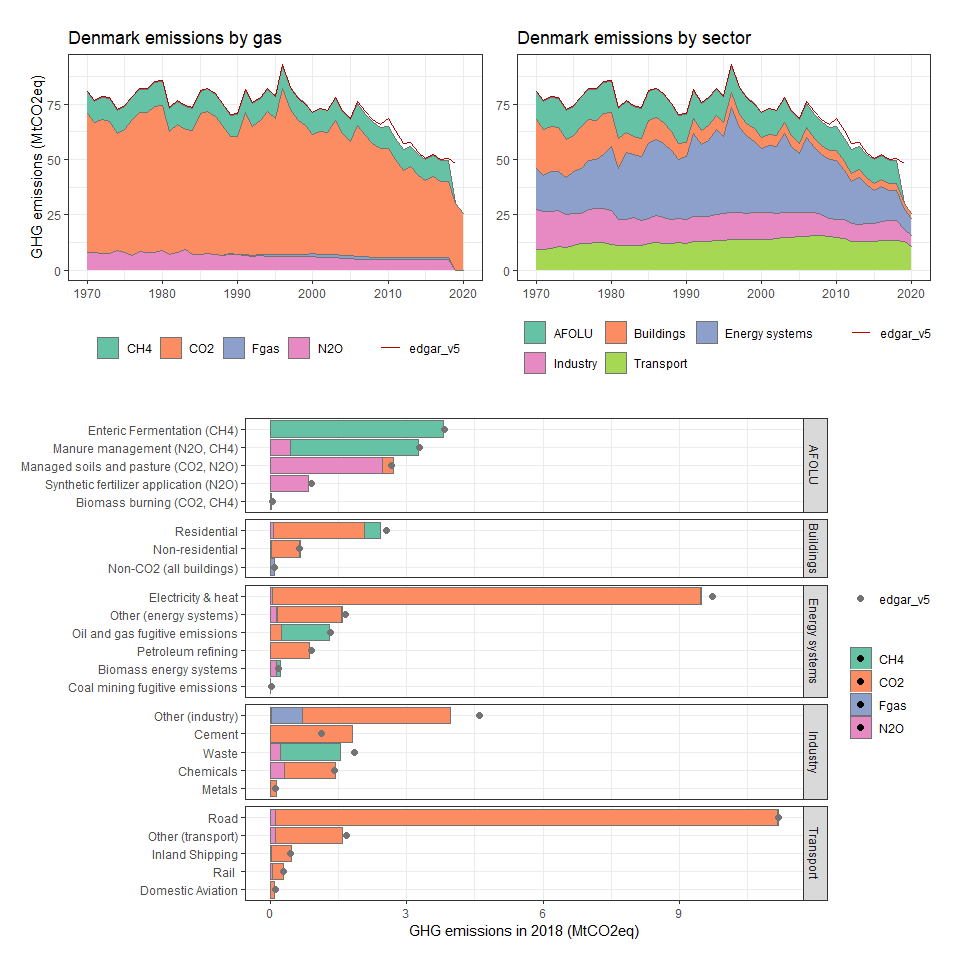 Denmark emissions by gas
GHG emissions (MtCO2eq)
75
50
25
0
1970
1980
1990
2000
2010
2020
CH4
CO2
Fgas
N2O
edgar_v5
Denmark emissions by sector
75
50
25
0
1970
1980
1990
2000
2010
2020
AFOLU
Buildings
Energy systems
edgar_v5
Industry
Transport
Enteric Fermentation (CH4)
Manure management (N2O, CH4)
Managed soils and pasture (CO2, N2O)
Synthetic fertilizer application (N2O)
Biomass burning (CO2, CH4)
AFOLU
Residential
Non-residential
Non-CO2 (all buildings)
Buildings
Electricity & heat
Other (energy systems)
Oil and gas fugitive emissions
Petroleum refining
Biomass energy systems
Coal mining fugitive emissions
Energy systems
Other (industry)
Cement
Waste
Chemicals
Metals
Industry
Road
Other (transport)
Inland Shipping
Rail
Domestic Aviation
Transport
0
3
6
9
GHG emissions in 2018 (MtCO2eq)
edgar_v5
CH4
CO2
Fgas
N2O